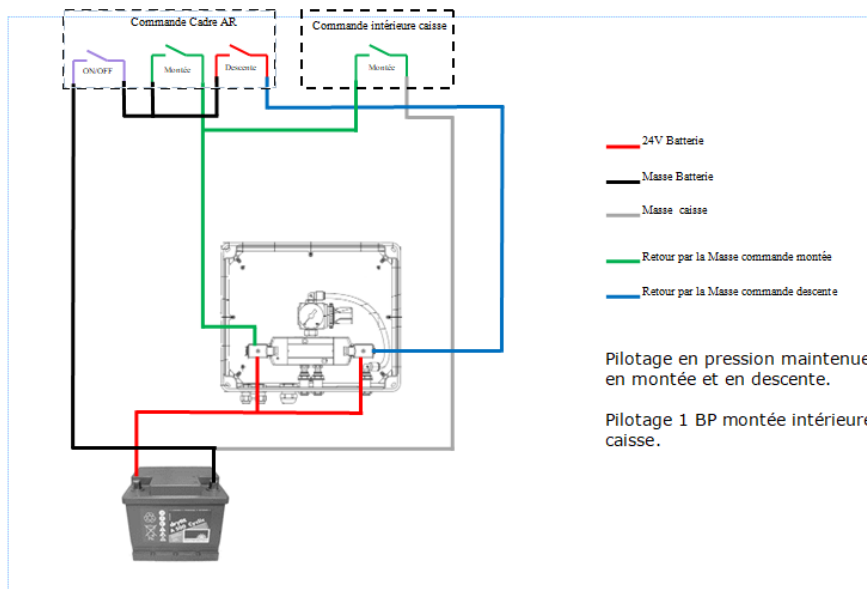 Commande Cadre AR
Commande intérieure caisse
ON/OFF
Montée
Descente
Montée
24V Batterie
Masse Batterie
Masse caisse
Retour par la Masse commande montée
Retour par la Masse commande descente
Pilotage en pression maintenue
en montée et en descente.
Pilotage 1 BP montée intérieure
caisse.